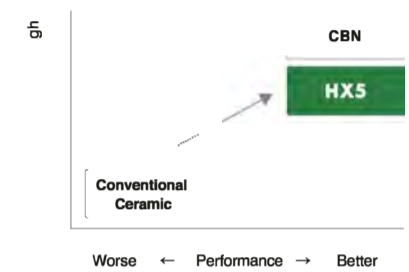 gh
CBN
HX5
Conventional
Ceramic
Worse ← Performance → Better